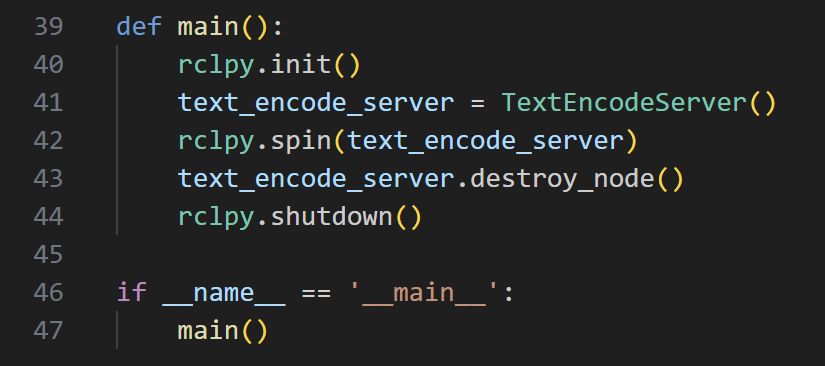 39 def main():
40     rclpy.init()
41     text_encode_server = TextEncodeServer()
42     rclpy.spin(text_encode_server)
43     text_encode_server.destroy_node()
44     rclpy.shutdown()
45
46 if __name__ == '__main__':
47     main()